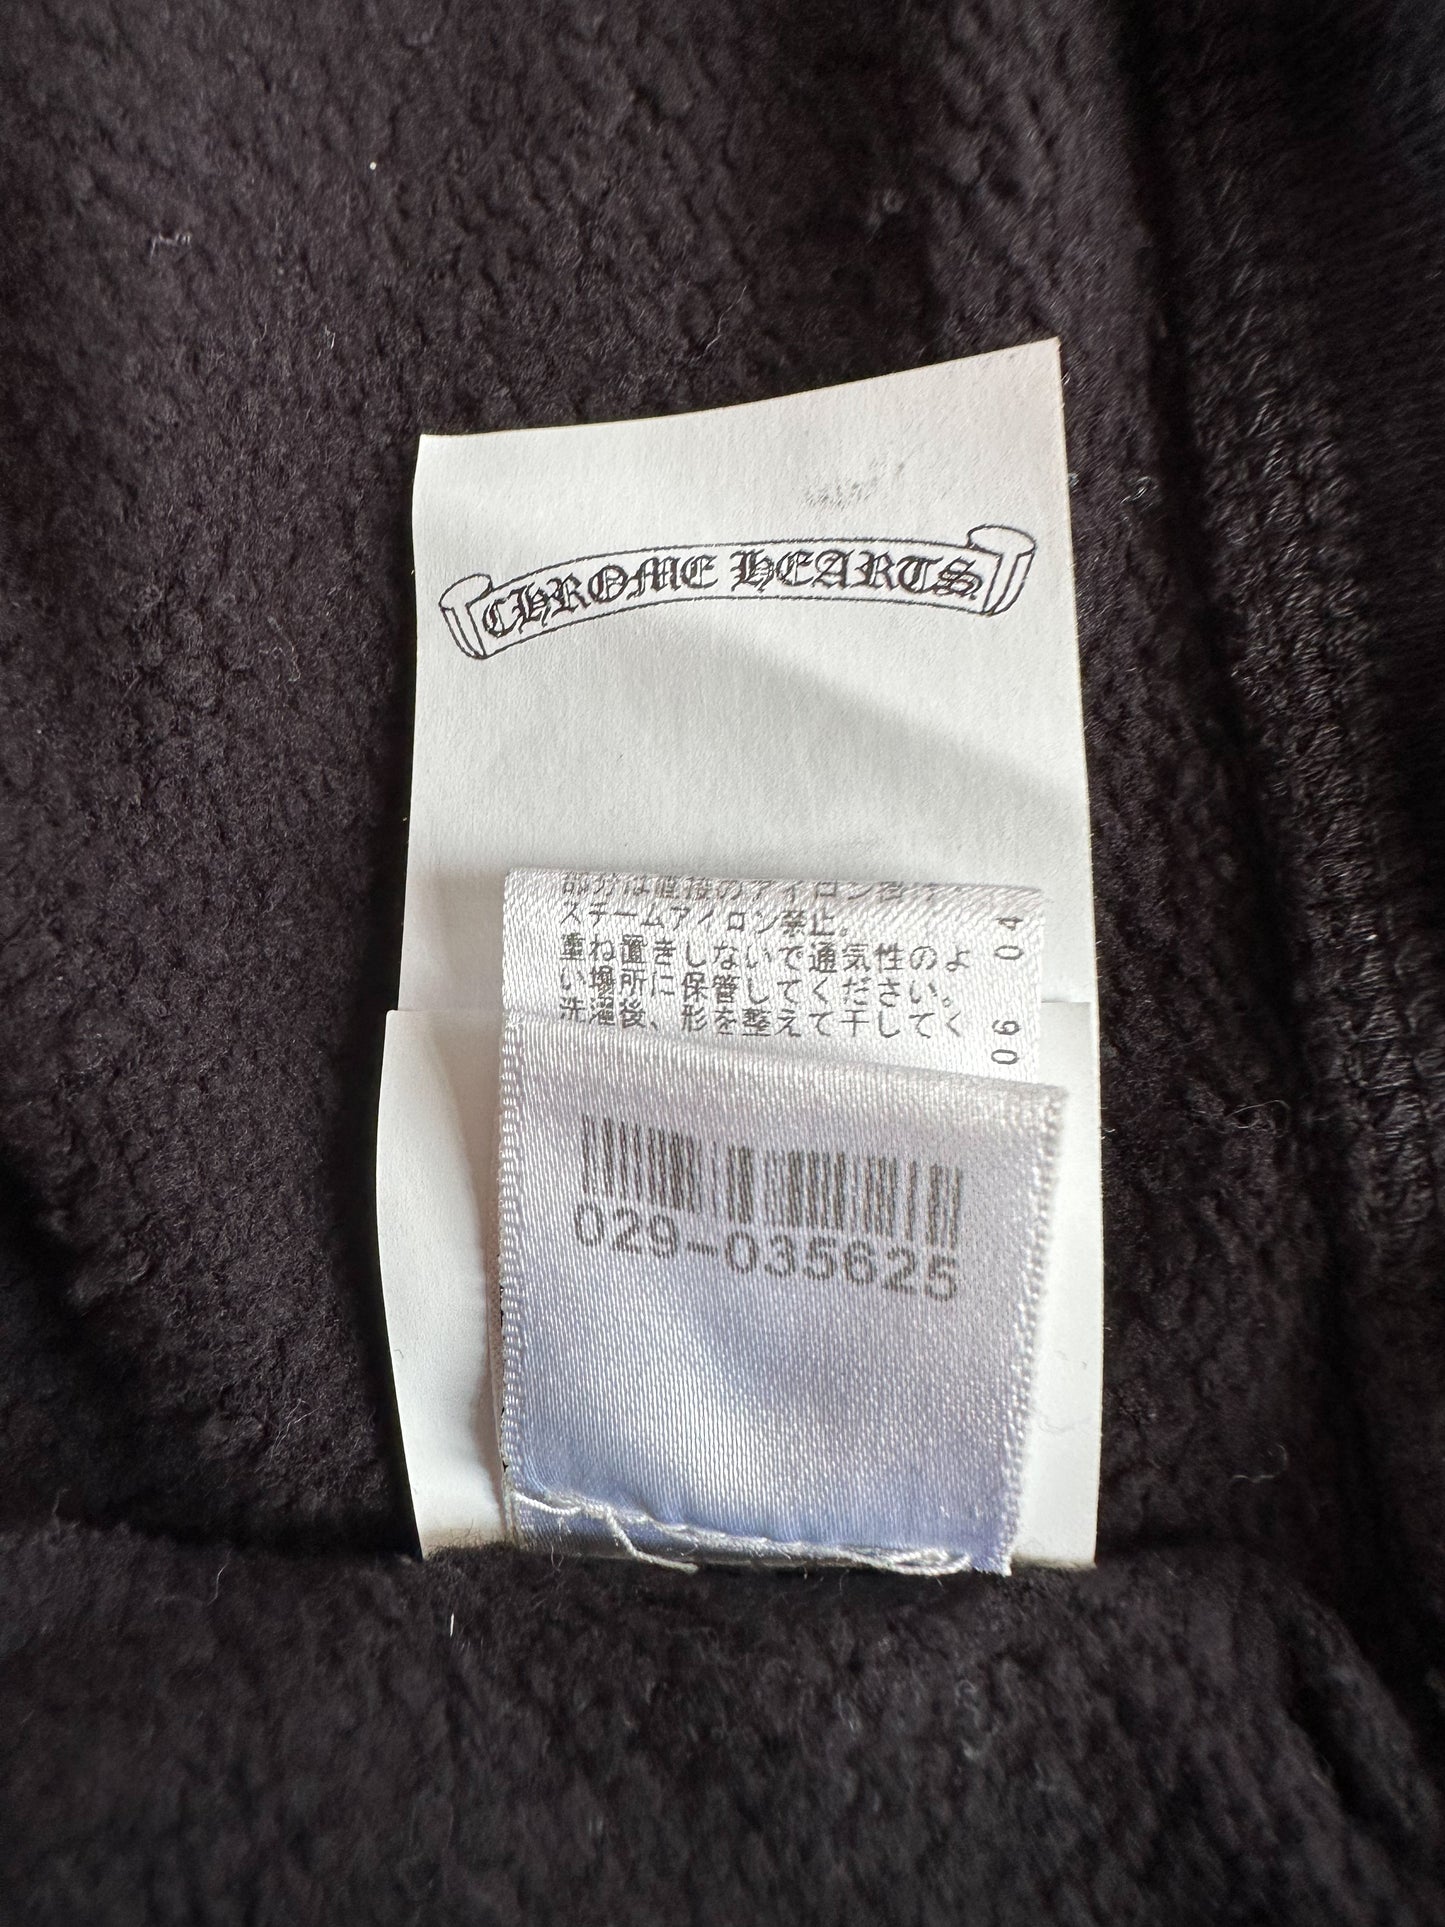 CHROME HEARTS
部分は直接のアイロン
ステームアイロン禁止。
重ね置きしないで通気性のよ
い場所に保管してください。
洗濯後、形を整えて干してく
06 04
029-035625